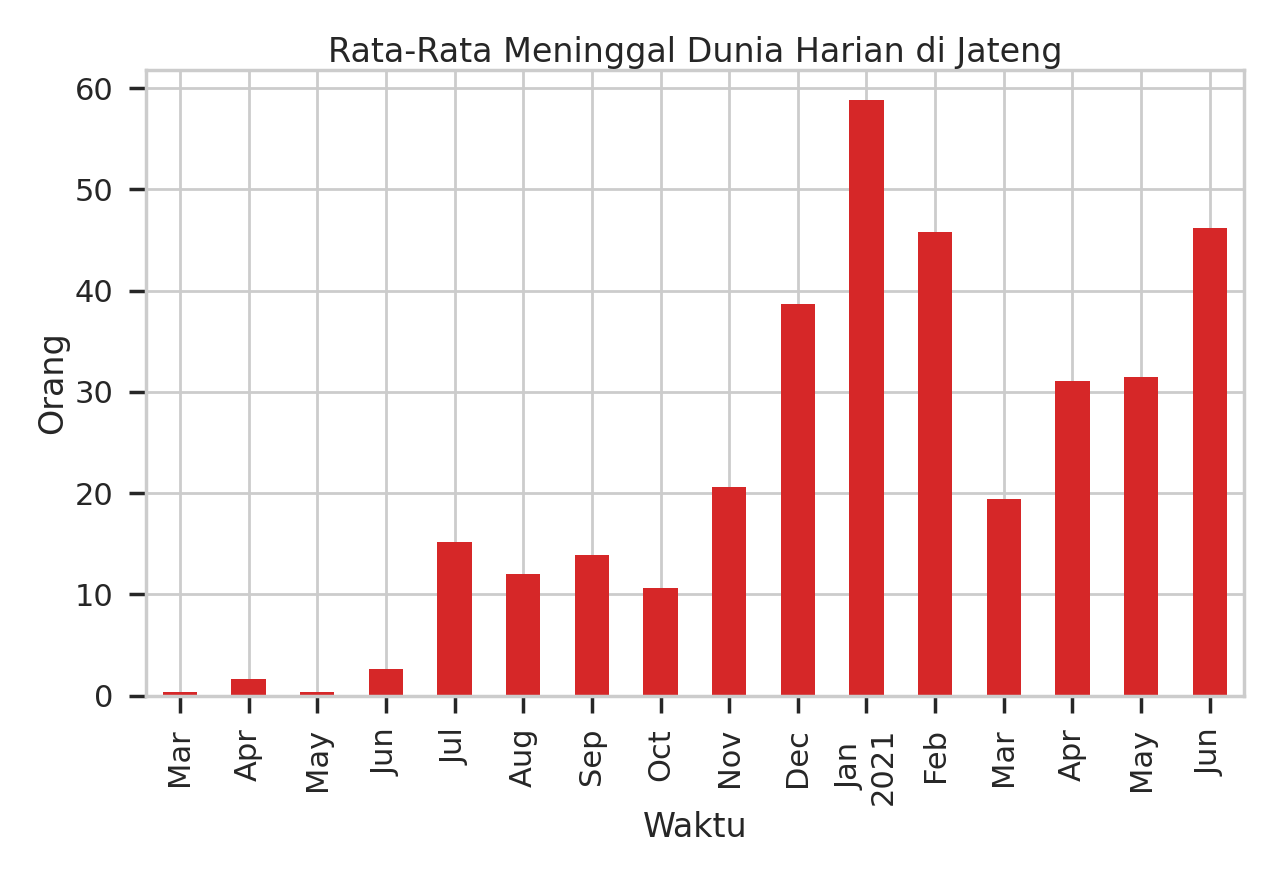 Rata-Rata Meninggal Dunia Harian di Jateng
60
50
40
30
20
10
0
Orang
Mar
Apr
May
Jun
Jul
Aug
Sep
Oct
Nov
Dec
Jan
2021
Feb
Mar
Apr
May
Jun
Waktu